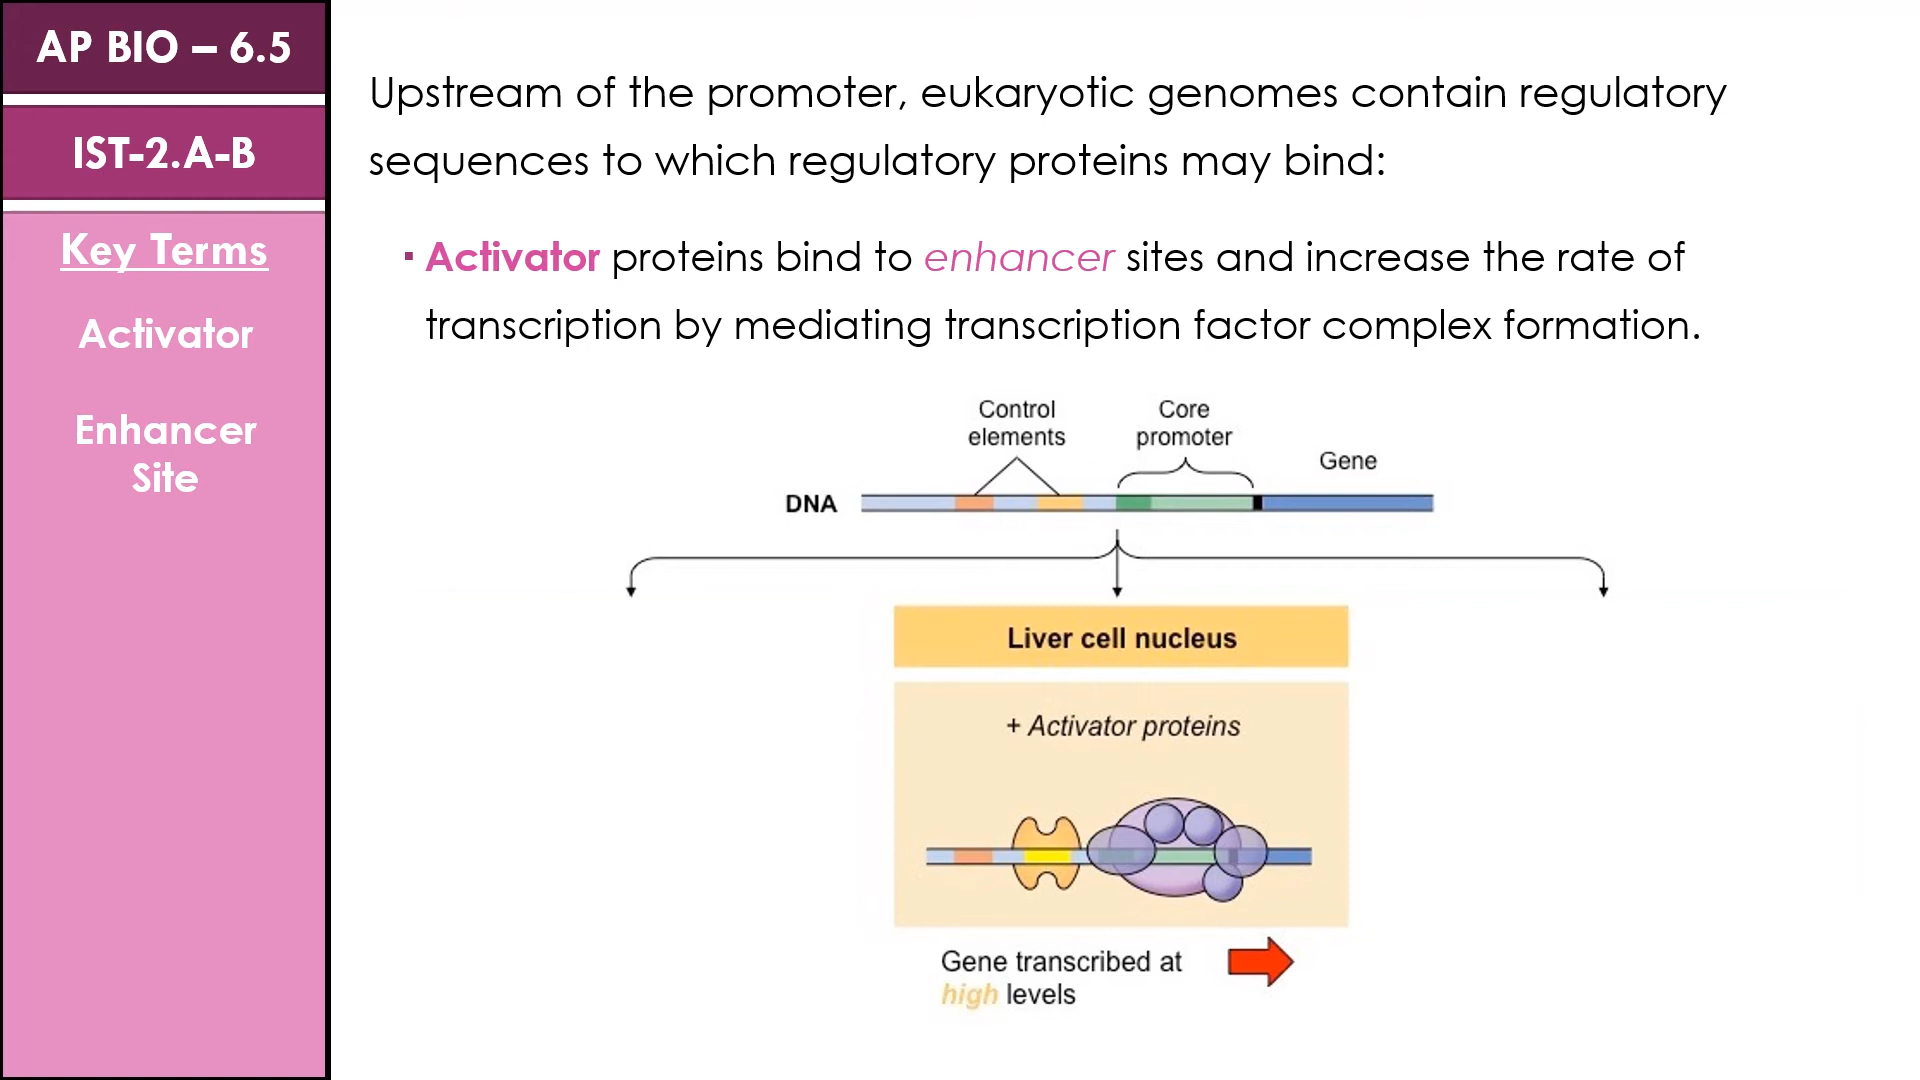 AP BIO – 6.5
IST-2.A-B
Key Terms
Activator
Enhancer
Site
Upstream of the promoter, eukaryotic genomes contain regulatory
sequences to which regulatory proteins may bind:
▪ Activator proteins bind to enhancer sites and increase the rate of
transcription by mediating transcription factor complex formation.
Control
elements
Core
promoter
Gene
DNA
Liver cell nucleus
+ Activator proteins
Gene transcribed at
high levels